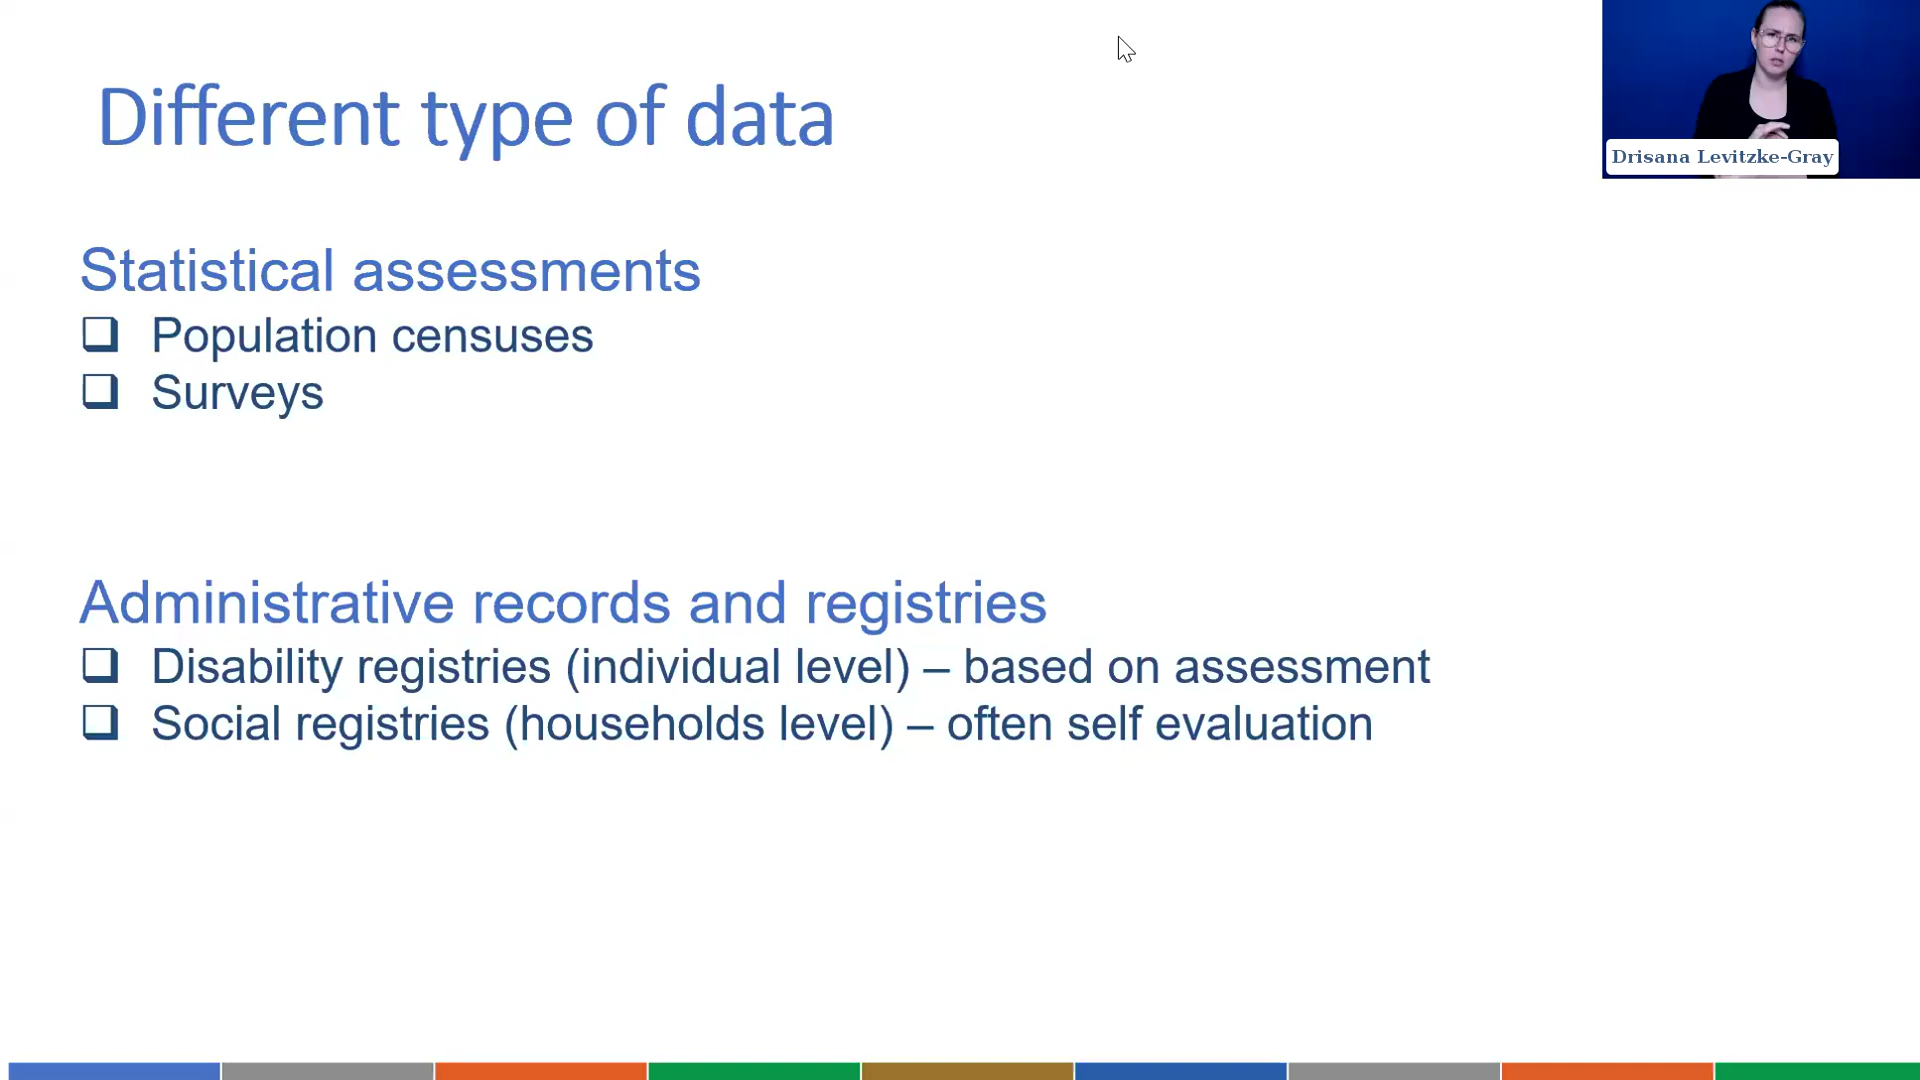 Different type of data
Drisana Levitzke-Gray
Statistical assessments
Population censuses
Surveys
Administrative records and registries
Disability registries (individual level) – based on assessment
Social registries (households level) – often self evaluation